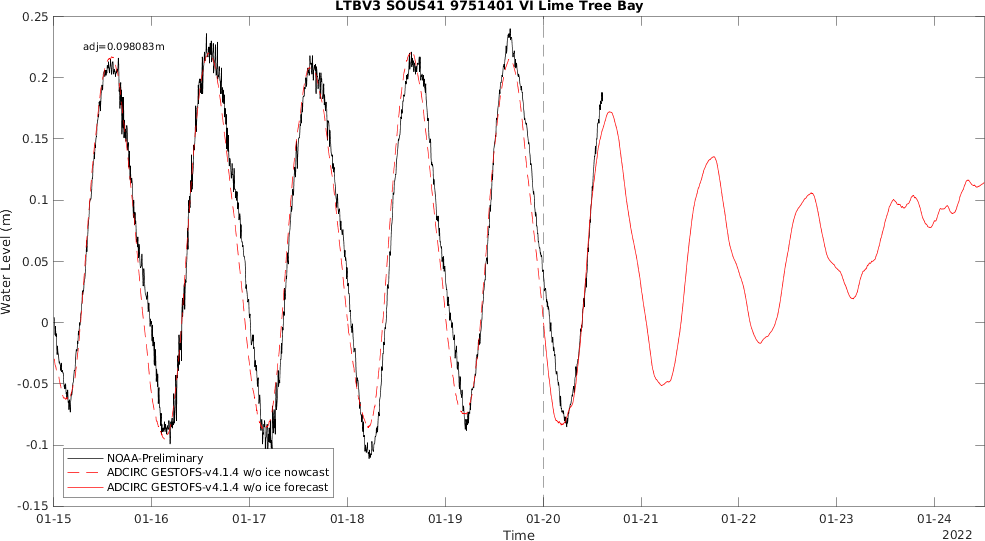 LTBV3 SOUS41 9751401 VI Lime Tree Bay
adj=0.098083m
Water Level (m)
0.25
0.2
0.15
0.1
0.05
0
-0.05
-0.1
-0.15
NOAA-Preliminary
ADCIRC GESTOFS-v4.1.4 w/o ice nowcast
ADCIRC GESTOFS-v4.1.4 w/o ice forecast
01-15 01-16 01-17 01-18 01-19 01-20 01-21 01-22 01-23 01-24
Time
2022